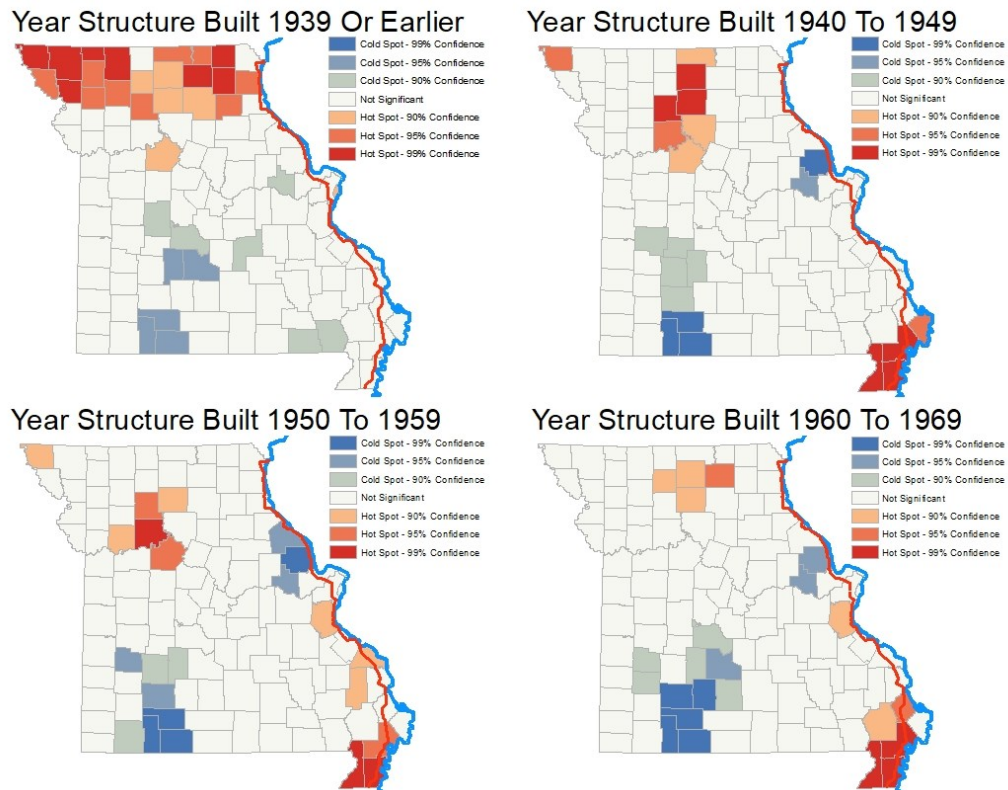 Year Structure Built 1939 Or Earlier
Cold Spot - 99% Confidence
Cold Spot - 95% Confidence
Cold Spot - 90% Confidence
Not Significant
Hot Spot - 90% Confidence
Hot Spot - 95% Confidence
Hot Spot - 99% Confidence
Year Structure Built 1940 To 1949
Cold Spot - 99% Confidence
Cold Spot - 95% Confidence
Cold Spot - 90% Confidence
Not Significant
Hot Spot - 90% Confidence
Hot Spot - 95% Confidence
Hot Spot - 99% Confidence
Year Structure Built 1950 To 1959
Cold Spot - 99% Confidence
Cold Spot - 95% Confidence
Cold Spot - 90% Confidence
Not Significant
Hot Spot - 90% Confidence
Hot Spot - 95% Confidence
Hot Spot - 99% Confidence
Year Structure Built 1960 To 1969
Cold Spot - 99% Confidence
Cold Spot - 95% Confidence
Cold Spot - 90% Confidence
Not Significant
Hot Spot - 90% Confidence
Hot Spot - 95% Confidence
Hot Spot - 99% Confidence